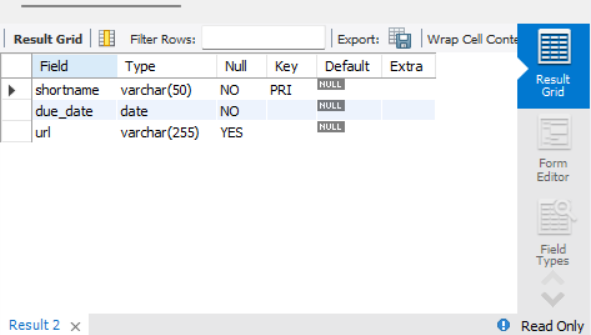 Result Grid Filter Rows: Export: Wrap Cell Conte
Field Type Null Key Default Extra
shortname varchar(50) NO PRI NULL
due_date date NO NULL
url varchar(255) YES NULL
Result
Grid
Form
Editor
Field
Types
Result 2 × Read Only